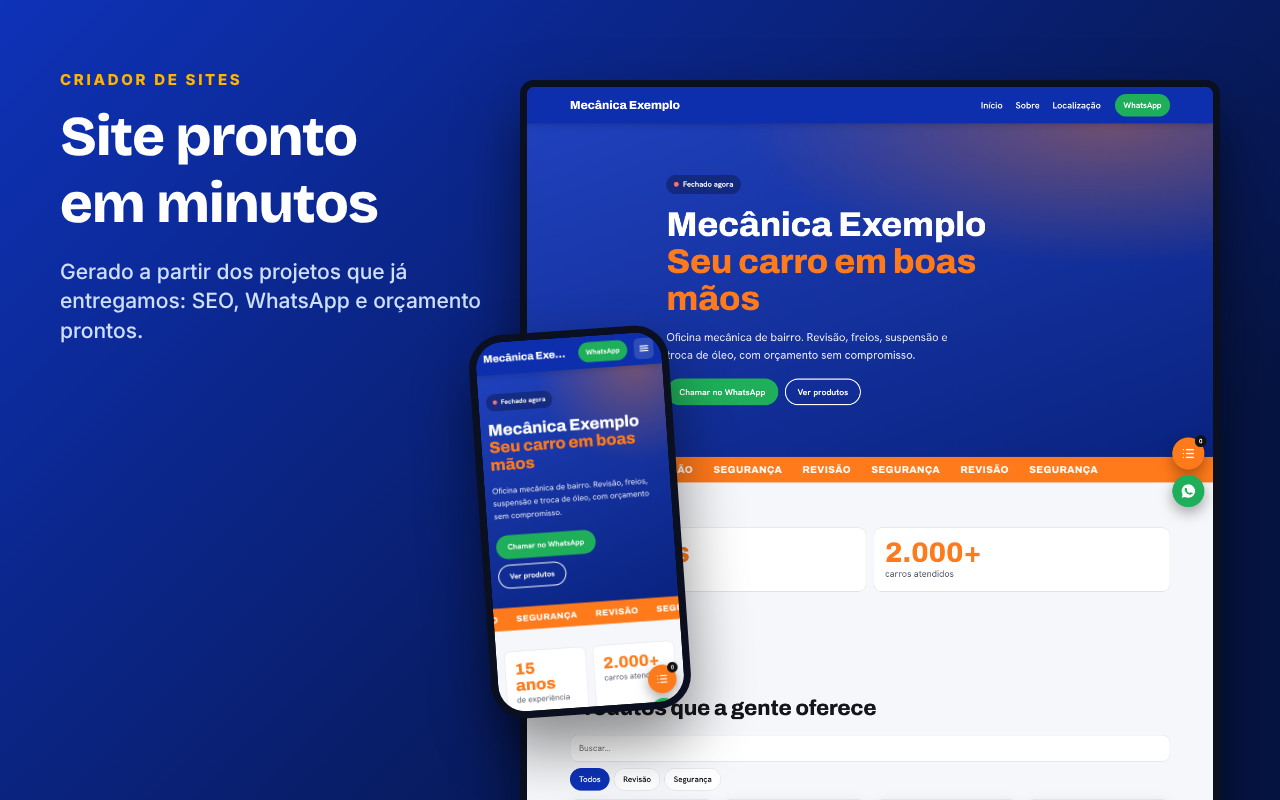 CRIADOR DE SITES
Site pronto
em minutos
Gerado a partir dos projetos que já
entregamos: SEO, WhatsApp e orçamento
prontos.
Mecânica Exemplo
Início Sobre Localização WhatsApp
Fechado agora
Mecânica Exemplo
Seu carro em boas
mãos
Oficina mecânica de bairro. Revisão, freios, suspensão e
troca de óleo, com orçamento sem compromisso.
Chamar no WhatsApp Ver produtos
SEGURANÇA REVISÃO SEGURANÇA REVISÃO SEGURANÇA
0
2.000+
carros atendidos
que a gente oferece
Buscar...
Todos Revisão Segurança
Mecânica Exe... WhatsApp
Fechado agora
Mecânica Exemplo
Seu carro em boas
mãos
Oficina mecânica de bairro. Revisão, freios,
suspensão e troca de óleo, com orçamento
sem compromisso.
Chamar no WhatsApp
Ver produtos
SEGURANÇA REVISÃO
15
anos
de experiência
2.000+
carros
0